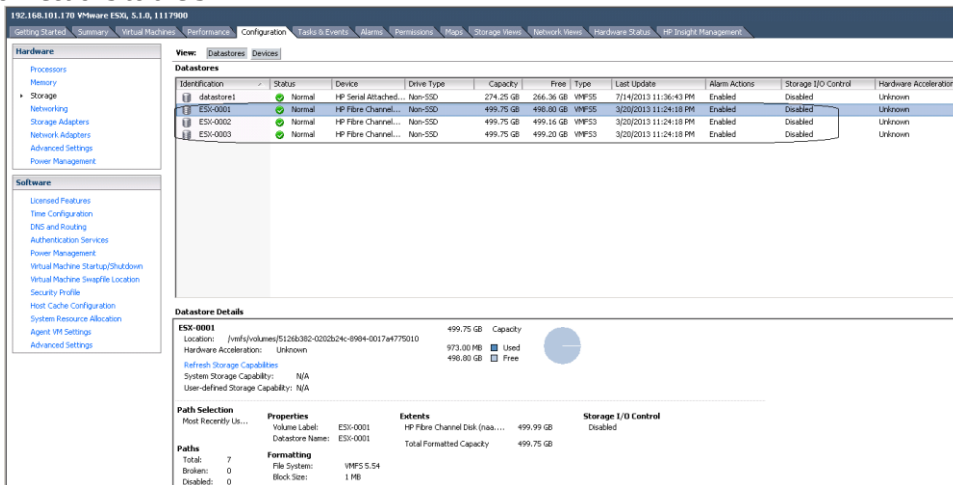 192.168.101.170 VMware ESXi, 5.1.0, 1117900
Getting Started Summary Virtual Machines Performance Configuration Tasks & Events Alarms Permissions Maps Storage Views Network Views Hardware Status HP Insight Management
Hardware
Processors
Memory
Storage
Networking
Storage Adapters
Network Adapters
Advanced Settings
Power Management
Software
Licensed Features
Time Configuration
DNS and Routing
Authentication Services
Power Management
Virtual Machine Startup/Shutdown
Virtual Machine Swapfile Location
Security Profile
Host Cache Configuration
System Resource Allocation
Agent VM Settings
Advanced Settings
View: Datastores Devices
Datastores
Identification Status Device Drive Type Capacity Free Type Last Update Alarm Actions Storage I/O Control Hardware Acceleration
datastore1 Normal HP Serial Attached... Non-SSD 274.25 GB 266.36 GB VMFS5 7/14/2013 11:36:43 PM Enabled Disabled Unknown
ESX-0001 Normal HP Fibre Channel... Non-SSD 499.75 GB 498.80 GB VMFS5 3/20/2013 11:24:18 PM Enabled Disabled Unknown
ESX-0002 Normal HP Fibre Channel... Non-SSD 499.75 GB 499.16 GB VMFS3 3/20/2013 11:24:18 PM Enabled Disabled Unknown
ESX-0003 Normal HP Fibre Channel... Non-SSD 499.75 GB 499.20 GB VMFS3 3/20/2013 11:24:18 PM Enabled Disabled Unknown
Datastore Details
ESX-0001 499.75 GB Capacity
Location: /vmfs/volumes/5126b382-0202b24c-8984-0017a4775010
Hardware Acceleration: Unknown 973.00 MB Used
498.80 GB Free
Refresh Storage Capabilities
System Storage Capability: N/A
User-defined Storage Capability: N/A
Path Selection
Most Recently Us...
Paths
Total: 7
Broken: 0
Disabled: 0
Properties
Volume Label: ESX-0001
Datastore Name: ESX-0001
Formatting
File System: VMFS 5.54
Block Size: 1 MB
Extents
HP Fibre Channel Disk (naa.... 499.99 GB
Total Formatted Capacity 499.75 GB
Storage I/O Control
Disabled